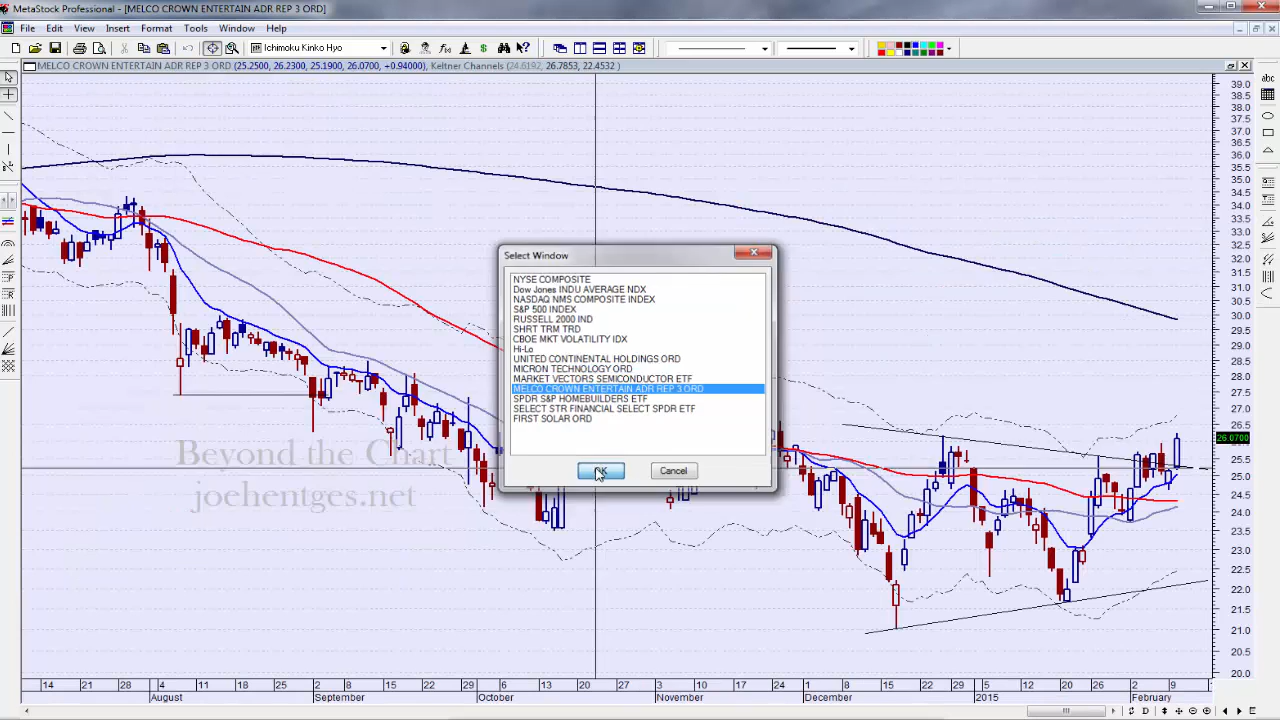 MetaStock Professional - [MELCO CROWN ENTERTAIN ADR REP 3 ORD]
File Edit View Insert Format Tools Window Help
Ichimoku Kinko Hyo
MELCO CROWN ENTERTAIN ADR REP 3 ORD (25.2500, 26.2300, 25.1900, 26.0700, +0.94000), Keltner Channels (24.6192, 26.7853, 22.4532 )
abc
39.0
38.5
38.0
37.5
37.0
36.5
36.0
35.5
35.0
34.5
34.0
33.5
33.0
32.5
32.0
31.5
31.0
30.5
30.0
29.5
29.0
28.5
28.0
27.5
27.0
26.5
26.0700
25.5
25.0
24.5
24.0
23.5
23.0
22.5
22.0
21.5
21.0
20.5
20.0
Select Window
NYSE COMPOSITE
Dow Jones INDU AVERAGE NDX
NASDAQ NMS COMPOSITE INDEX
S&P 500 INDEX
RUSSELL 2000 IND
SHRT TRM TRD
CBOE MKT VOLATILITY IDX
Hi-Lo
UNITED CONTINENTAL HOLDINGS ORD
MICRON TECHNOLOGY ORD
MARKET VECTORS SEMICONDUCTOR ETF
MELCO CROWN ENTERTAIN ADR REP 3 ORD
SPDR S&P HOMEBUILDERS ETF
SELECT STR FINANCIAL SELECT SPDR ETF
FIRST SOLAR ORD
OK Cancel
Beyond the Char
joehentges.net
14 21 28 4 11 18 25 2 8 15 22 29 6 13 20 27 3 10 17 24 1 8 15 22 29 5 12 20 26 2 9
August September October November December 2015 February